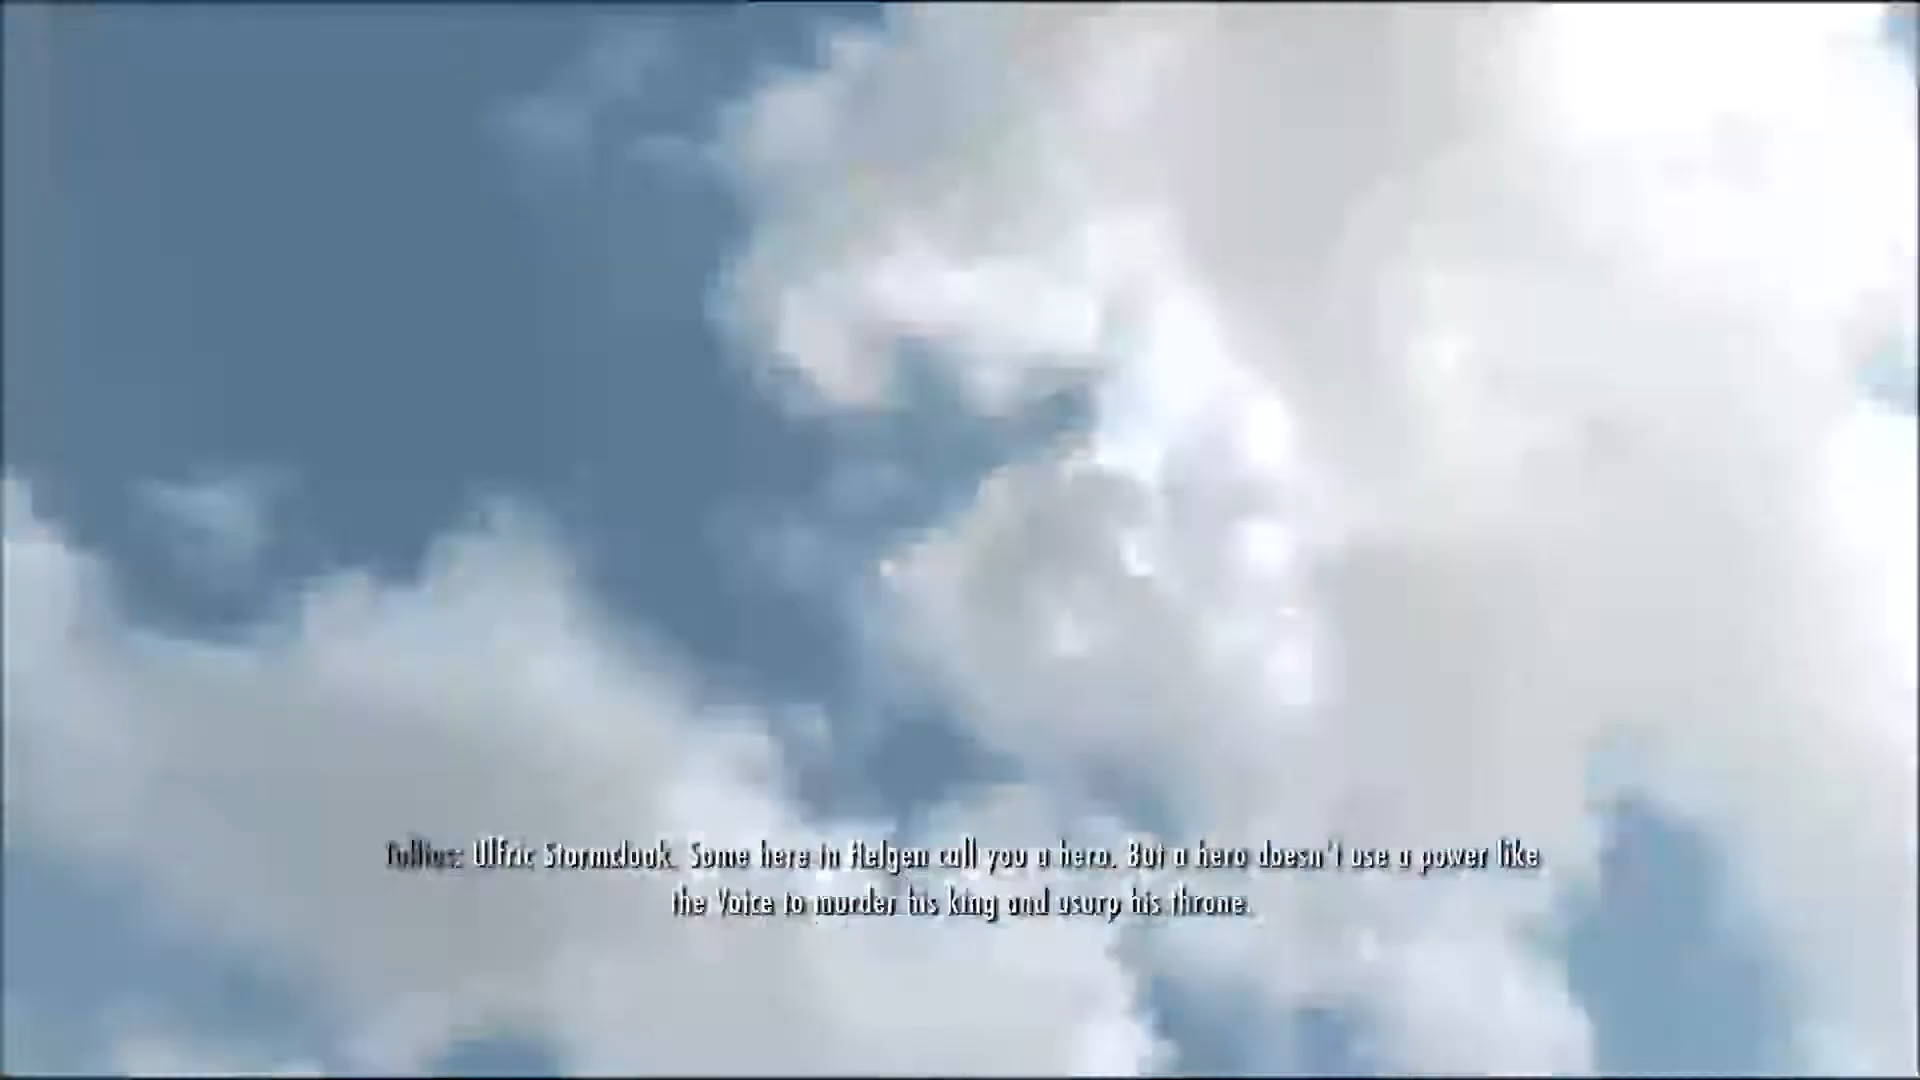 Tullius: Ulfric Stormcloak. Some here in Helgen call you a hero. But a hero doesn't use a power like
the Voice to murder his king and usurp his throne.